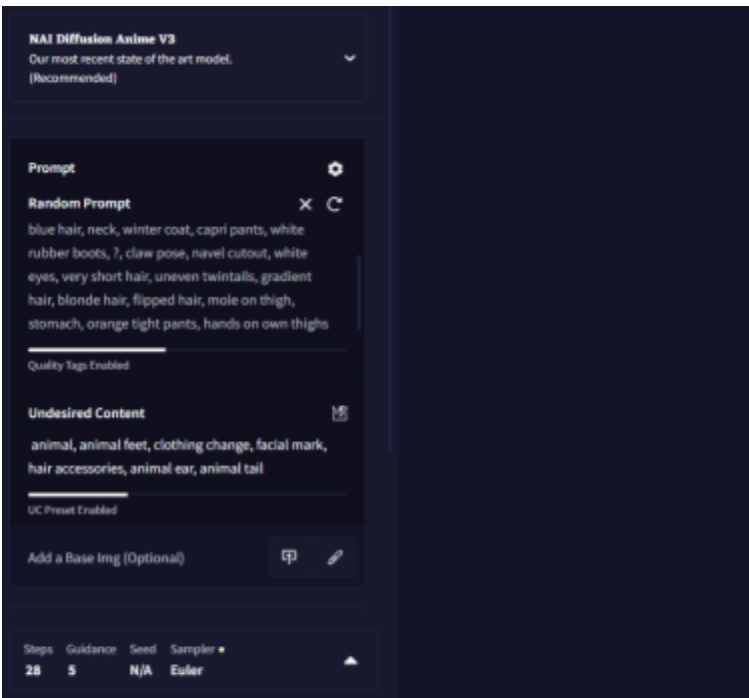 NAI Diffusion Anime V3
Our most recent state of the art model.
(Recommended)
Prompt
Random Prompt
blue hair, neck, winter coat, capri pants, white
rubber boots, ?, claw pose, navel cutout, white
eyes, very short hair, uneven twintails, gradient
hair, blonde hair, flipped hair, mole on thigh,
stomach, orange tight pants, hands on own thighs
Quality Tags Enabled
Undesired Content
animal, animal feet, clothing change, facial mark,
hair accessories, animal ear, animal tail
UC Preset Enabled
Add a Base Img (Optional)
Steps Guidance Seed Sampler
28 5 N/A Euler